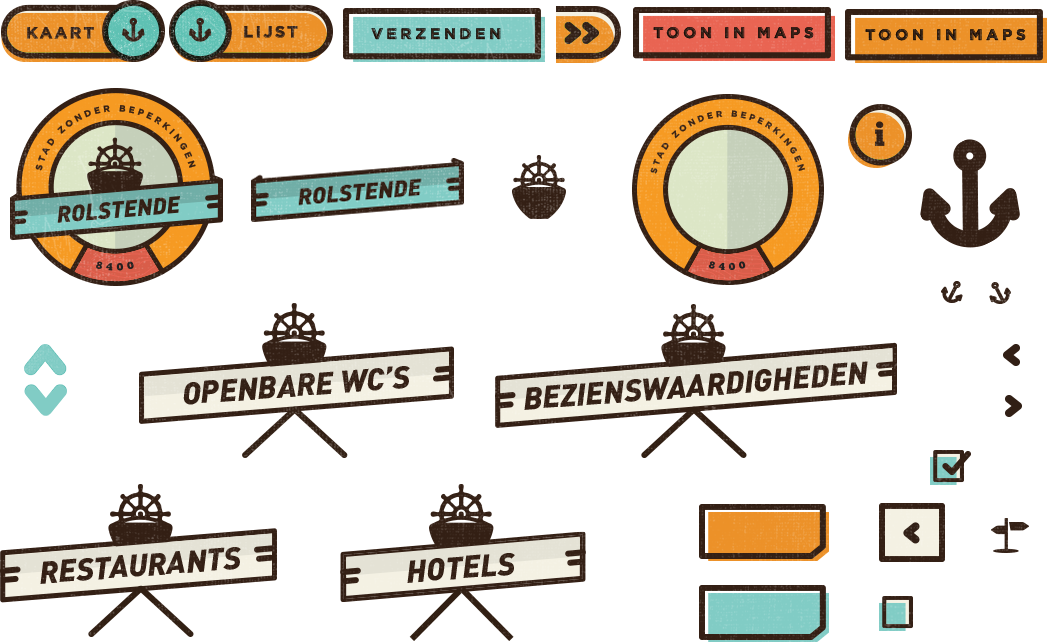 KAART
LIJST
VERZENDEN
TOON IN MAPS
TOON IN MAPS
STAD ZONDER BEPERKINGEN
ROLSTENDE
8400
ROLSTENDE
STAD ZONDER BEPERKINGEN
8400
i
OPENBARE WC'S
BEZIENSWAARDIGHEDEN
RESTAURANTS
HOTELS